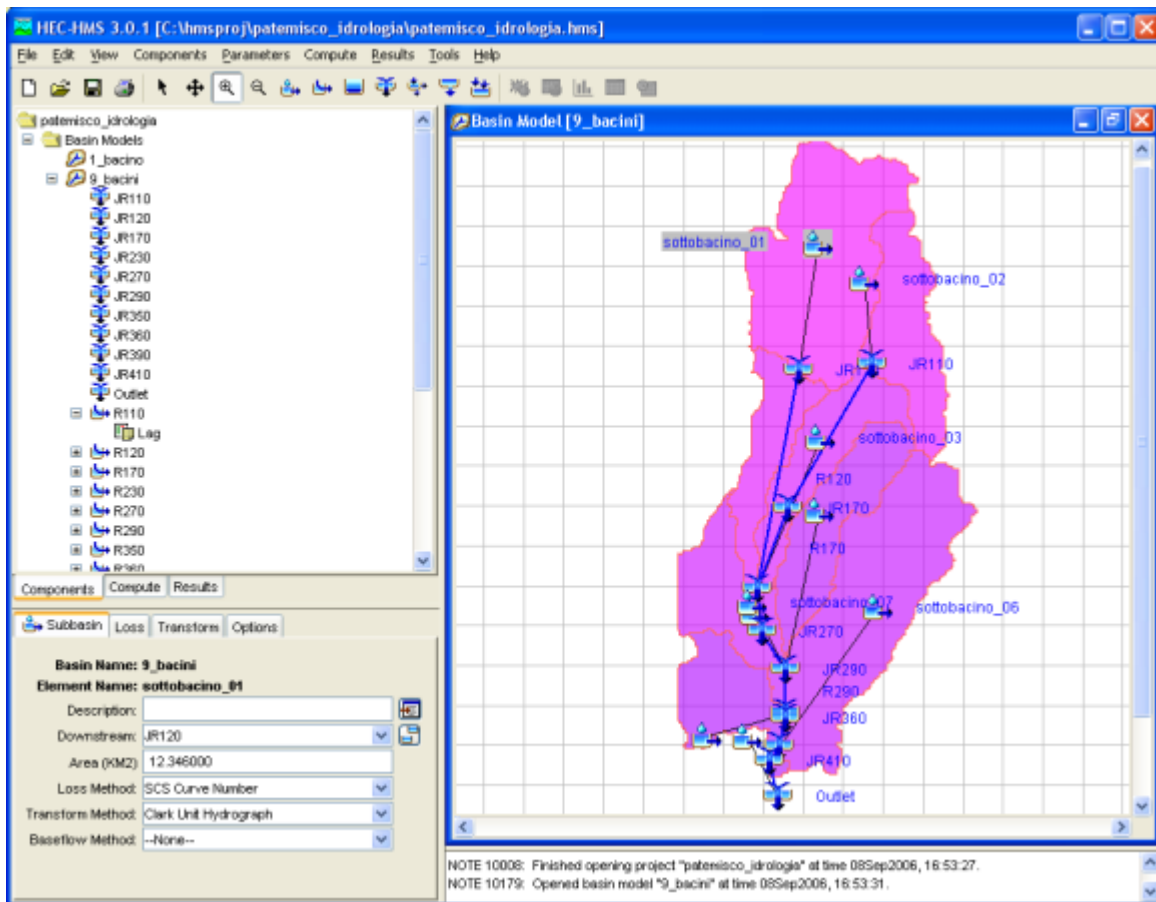 HEC-HMS 3.0.1 [C:\hmsproj\patemisco_idrologia\patemisco_idrologia.hms]
File Edit View Components Parameters Compute Results Tools Help
patemisco_idrologia
Basin Models
1_bacino
9_bacini
JR110
JR120
JR170
JR230
JR270
JR290
JR350
JR360
JR390
JR410
Outlet
R110
Lag
R120
R170
R230
R270
R290
R350
R360
Components Compute Results
Subbasin Loss Transform Options
Basin Name: 9_bacini
Element Name: sottobacino_01
Description:
Downstream: JR120
Area (KM2) 12.346000
Loss Method: SCS Curve Number
Transform Method: Clark Unit Hydrograph
Baseflow Method: --None--
Basin Model [9_bacini]
sottobacino_01
sottobacino_02
JR110
sottobacino_03
R120
JR170
R170
sottobacino_07
sottobacino_06
JR270
JR290
R290
JR360
JR410
Outlet
NOTE 10008: Finished opening project "patemisco_idrologia" at time 08Sep2006, 16:53:27.
NOTE 10179: Opened basin model "9_bacini" at time 08Sep2006, 16:53:31.